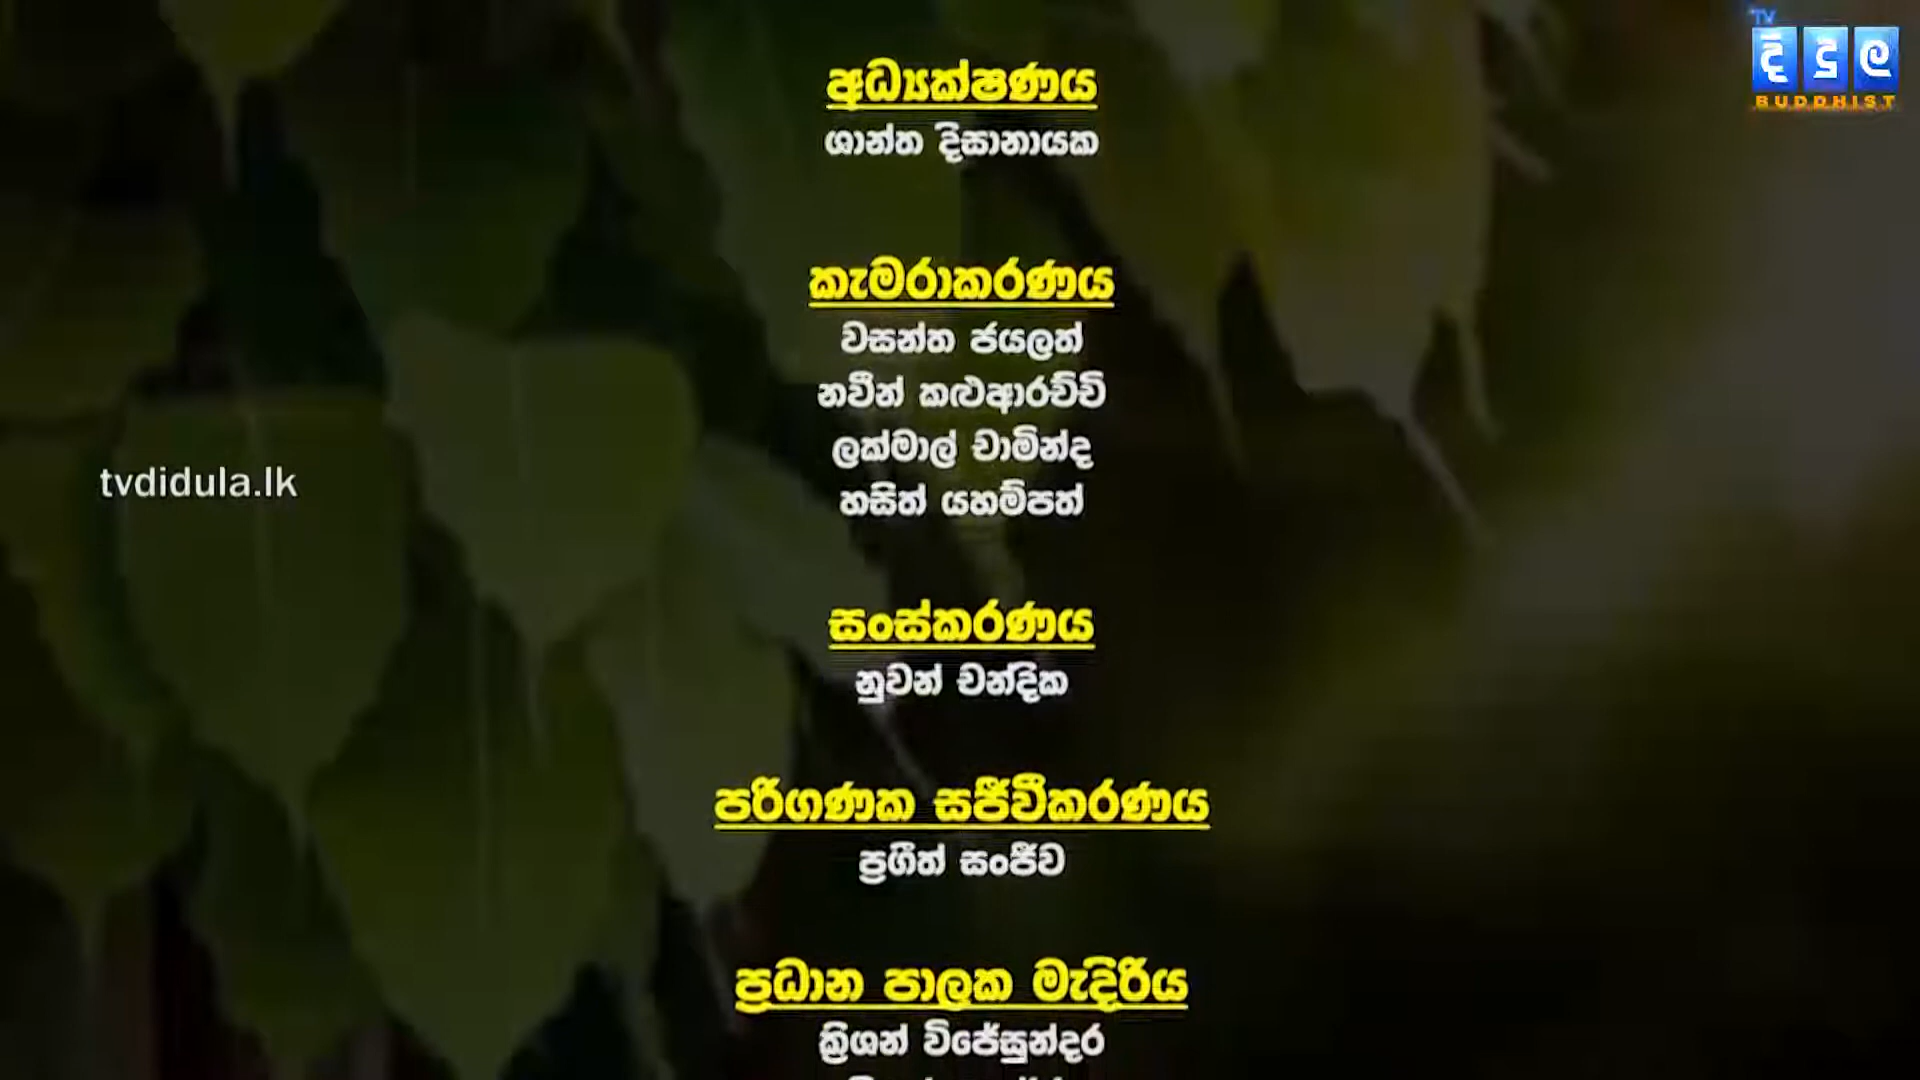 TV
දිදුල
BUDDHIST
අධ්‍යක්ෂණය
ශාන්ත දිසානායක
කැමරාකරණය
වසන්ත ජයලත්
නවීන් කළුආරච්චි
ලක්මාල් චාමින්ද
හසිත් යහම්පත්
tvdidula.lk
සංස්කරණය
නුවන් චන්දික
පරිගණක සජීවීකරණය
ප්‍රගීත් සංජීව
ප්‍රධාන පාලක මැදිරිය
ක්‍රිශන් විජේසුන්දර